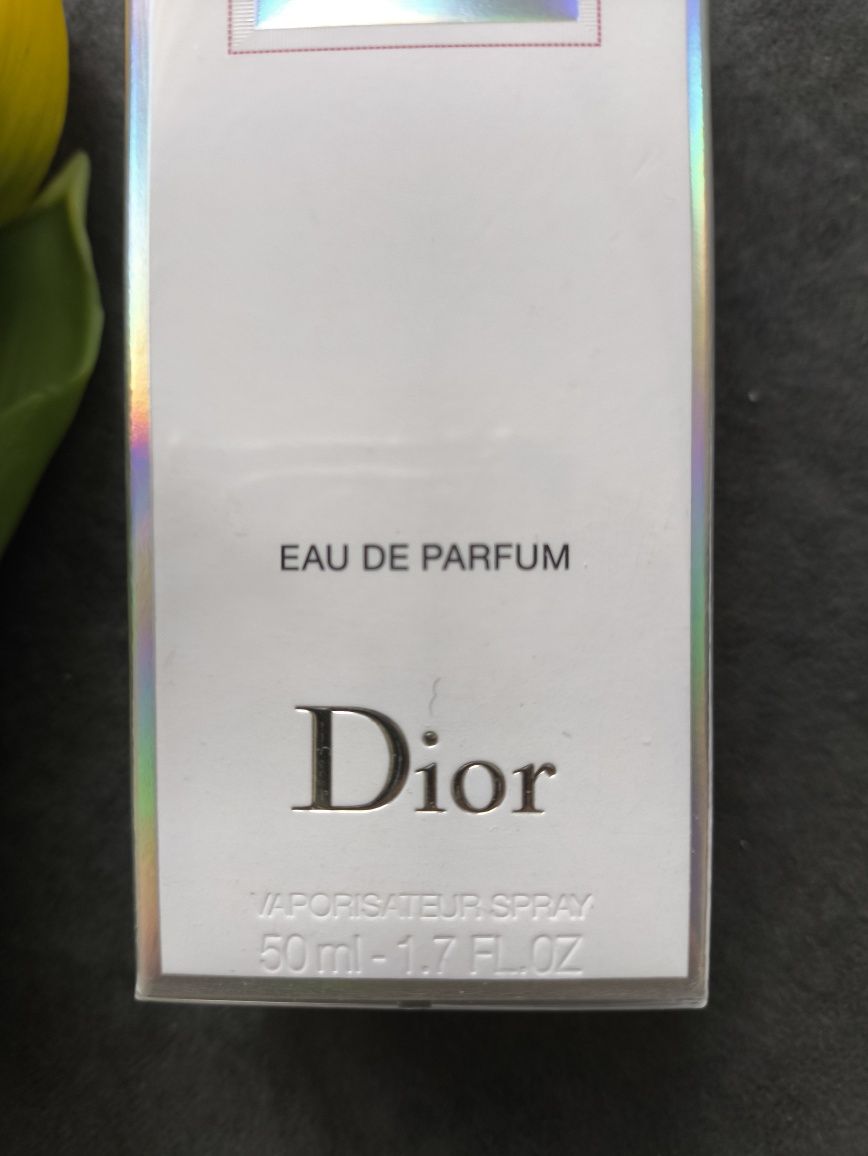 EAU DE PARFUM
Dior
VAPORISATEUR SPRAY
50 ml - 1.7 FL.OZ